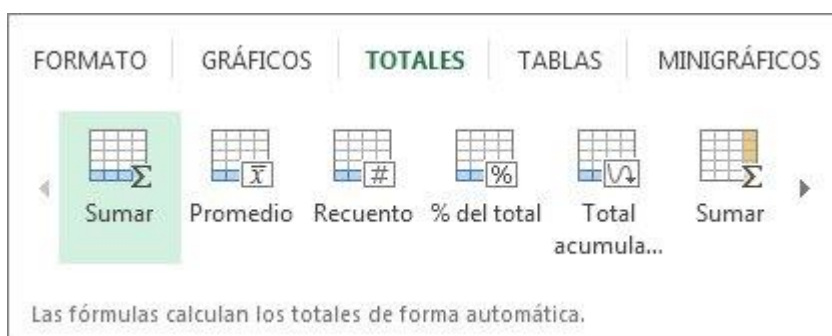 FORMATO GRÁFICOS TOTALES TABLAS MINIGRÁFICOS
Σ x̅ # % Σ
Sumar Promedio Recuento % del total Total acumula... Sumar
Las fórmulas calculan los totales de forma automática.